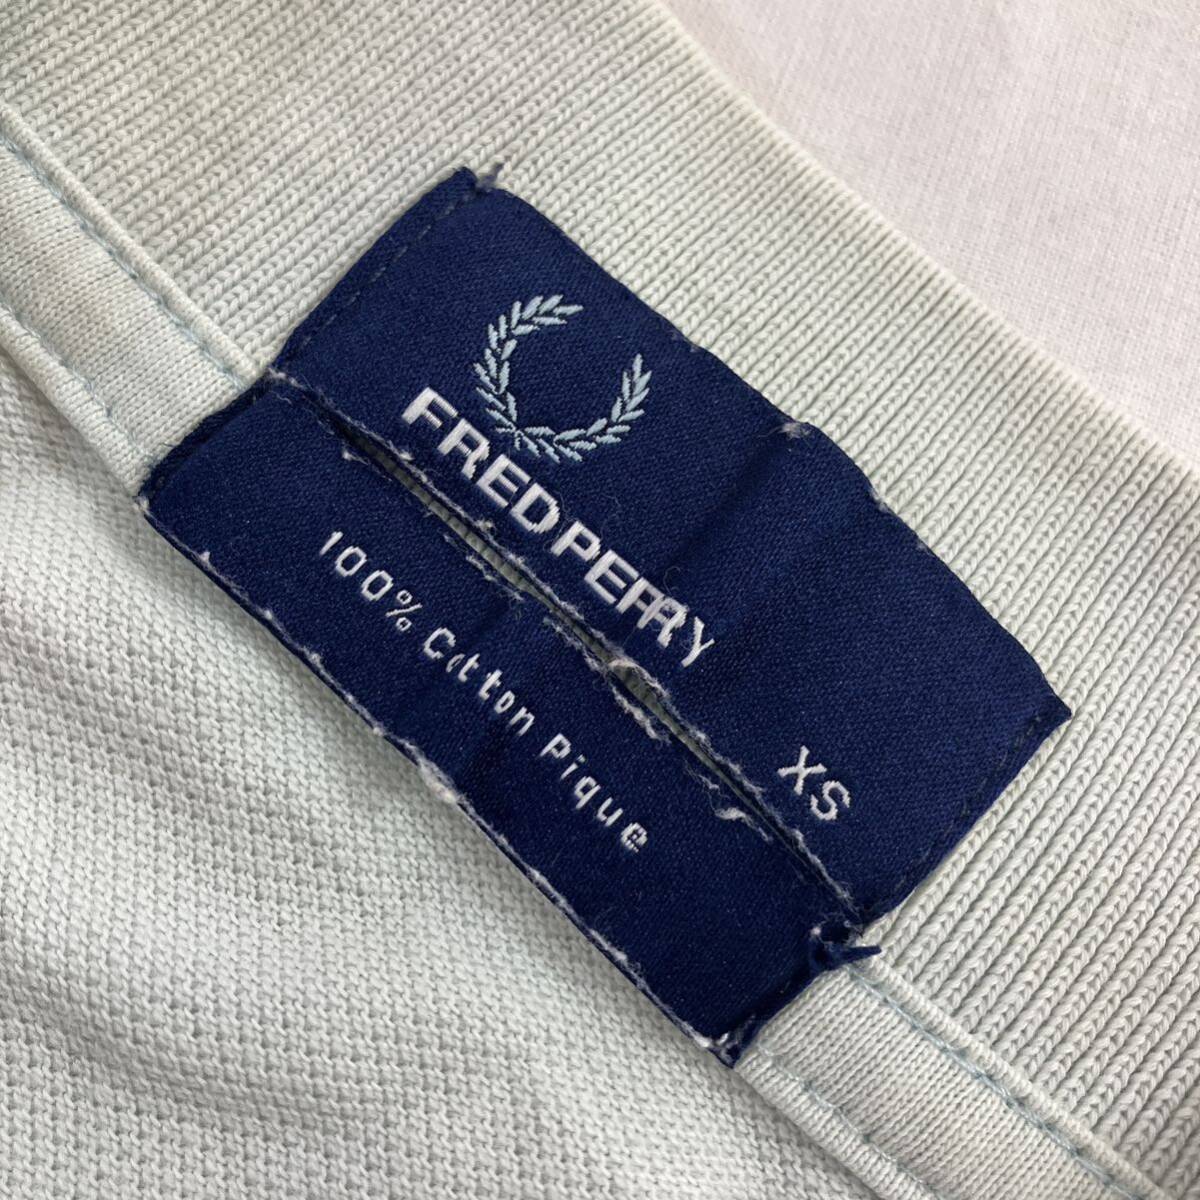 FRED PERRY
XS
100% Cotton Pique